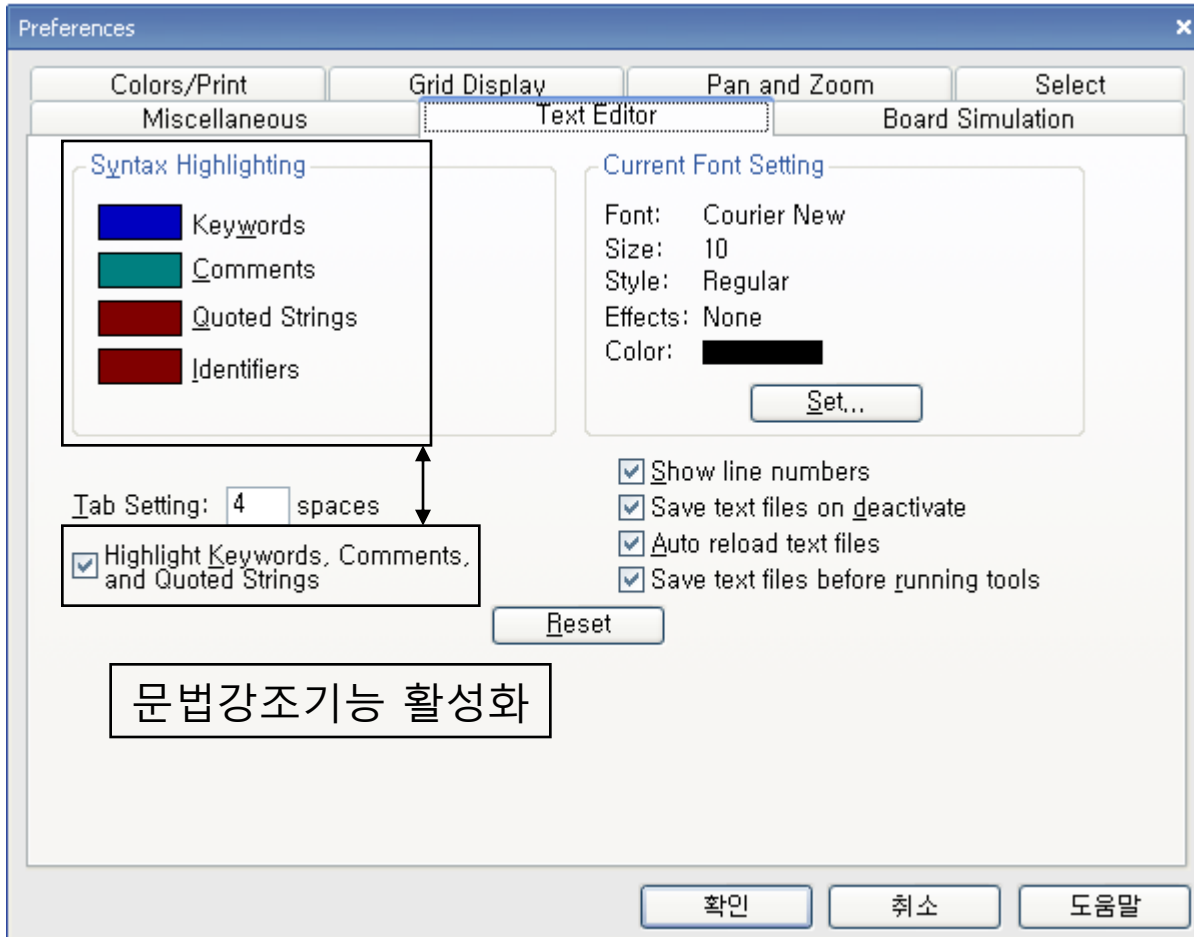 Preferences
Colors/Print Grid Display Pan and Zoom Select
Miscellaneous Text Editor Board Simulation
Syntax Highlighting
Keywords
Comments
Quoted Strings
Identifiers
Current Font Setting
Font: Courier New
Size: 10
Style: Regular
Effects: None
Color:
Set...
Tab Setting: 4 spaces
Highlight Keywords, Comments,
and Quoted Strings
Show line numbers
Save text files on deactivate
Auto reload text files
Save text files before running tools
Reset
문법강조기능 활성화
확인 취소 도움말